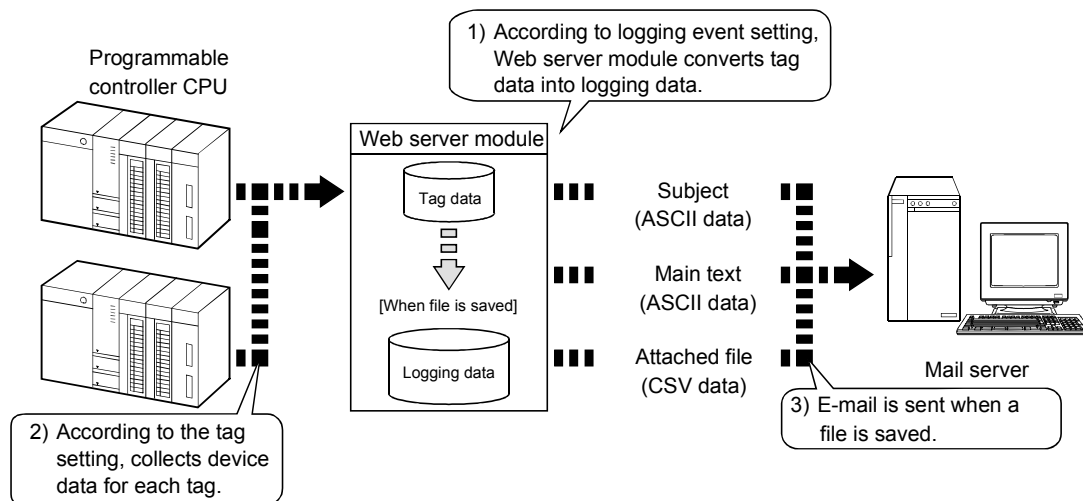 1) According to logging event setting,
Web server module converts tag
data into logging data.
Programmable
controller CPU
Web server module
Tag data
[When file is saved]
Logging data
Subject
(ASCII data)
Main text
(ASCII data)
Attached file
(CSV data)
Mail server
2) According to the tag
setting, collects device
data for each tag.
3) E-mail is sent when a
file is saved.